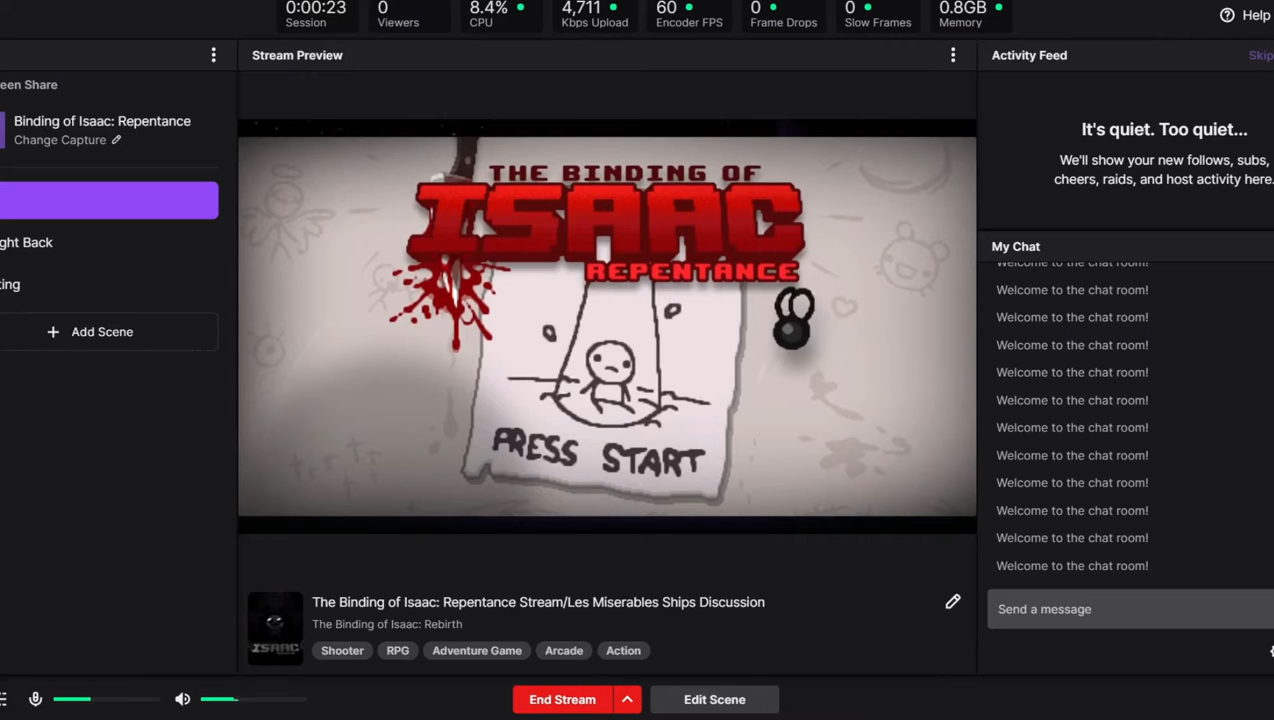 0:00:23
Session
0
Viewers
8.4%
CPU
4,711
Kbps Upload
60
Encoder FPS
0
Frame Drops
0
Slow Frames
0.8GB
Memory
Help
een Share
Binding of Isaac: Repentance
Change Capture
ght Back
ting
+ Add Scene
Stream Preview
THE BINDING OF
ISAAC
REPENTANCE
PRESS START
ISAAC
The Binding of Isaac: Repentance Stream/Les Miserables Ships Discussion
The Binding of Isaac: Rebirth
Shooter
RPG
Adventure Game
Arcade
Action
End Stream
Edit Scene
Activity Feed
Skip
It's quiet. Too quiet...
We'll show your new follows, subs,
cheers, raids, and host activity here.
My Chat
Welcome to the chat room!
Welcome to the chat room!
Welcome to the chat room!
Welcome to the chat room!
Welcome to the chat room!
Welcome to the chat room!
Welcome to the chat room!
Welcome to the chat room!
Welcome to the chat room!
Welcome to the chat room!
Welcome to the chat room!
Welcome to the chat room!
Send a message